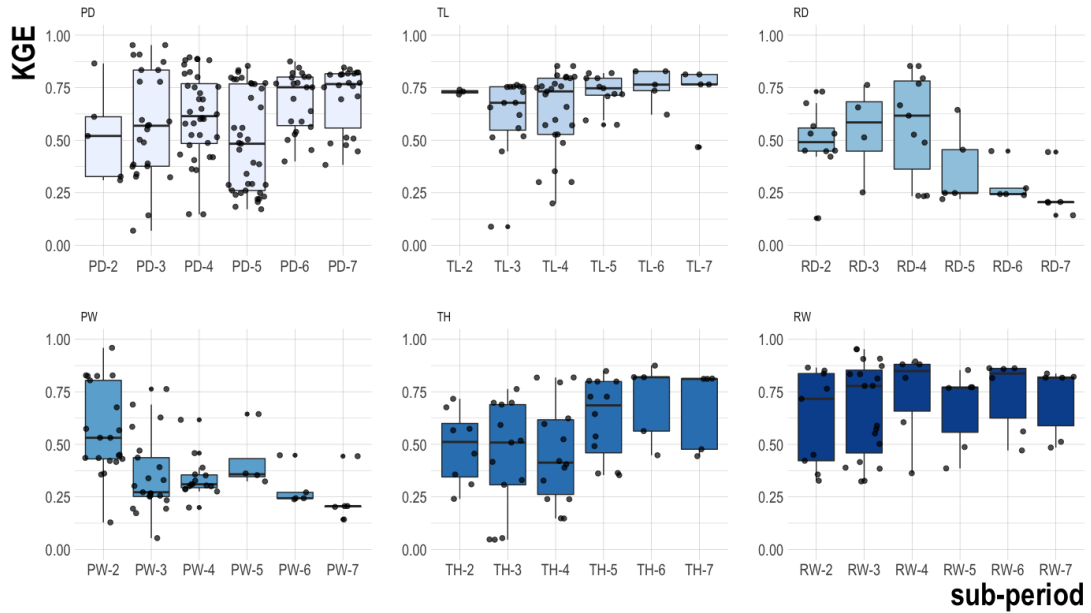 KGE
PD
TL
RD
1.00
0.75
0.50
0.25
0.00
PD-2 PD-3 PD-4 PD-5 PD-6 PD-7
1.00
0.75
0.50
0.25
0.00
TL-2 TL-3 TL-4 TL-5 TL-6 TL-7
1.00
0.75
0.50
0.25
0.00
RD-2 RD-3 RD-4 RD-5 RD-6 RD-7
PW
TH
RW
1.00
0.75
0.50
0.25
0.00
PW-2 PW-3 PW-4 PW-5 PW-6 PW-7
1.00
0.75
0.50
0.25
0.00
TH-2 TH-3 TH-4 TH-5 TH-6 TH-7
1.00
0.75
0.50
0.25
0.00
RW-2 RW-3 RW-4 RW-5 RW-6 RW-7
sub-period